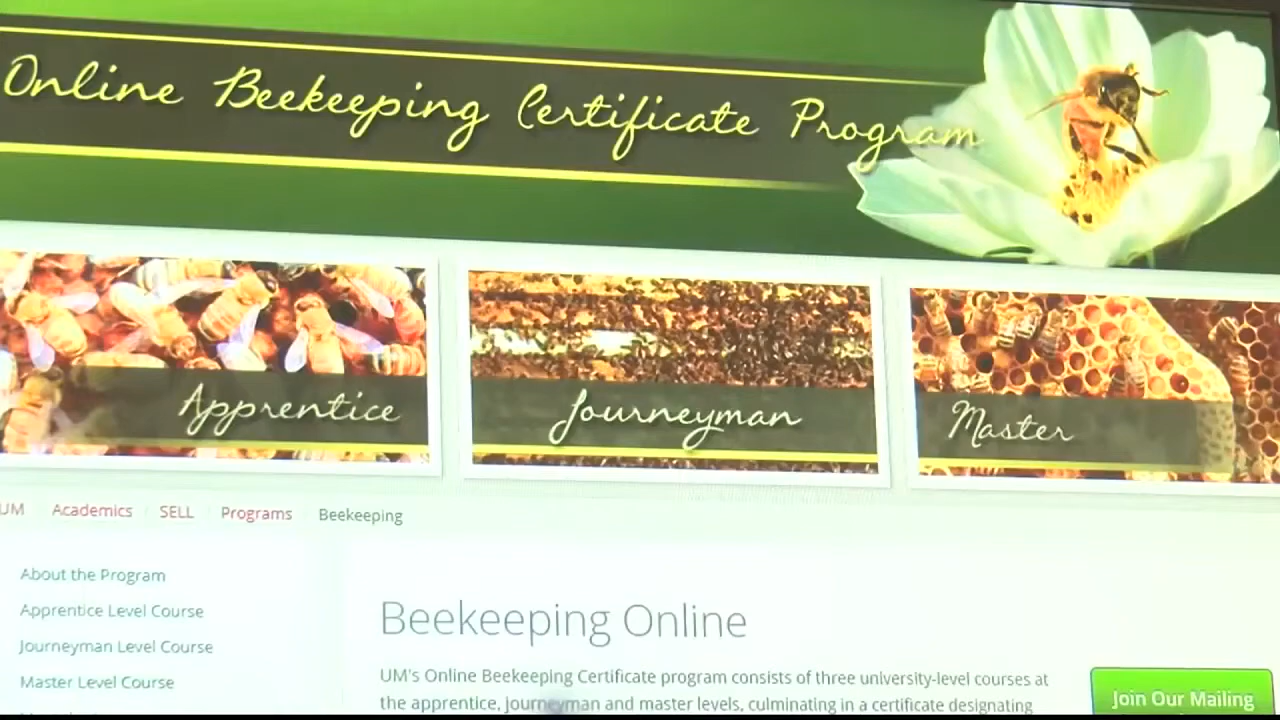 Online Beekeeping Certificate Program
Apprentice
Journeyman
Master
UM Academics SELL Programs Beekeeping
About the Program
Apprentice Level Course
Journeyman Level Course
Master Level Course
Beekeeping Online
UM's Online Beekeeping Certificate program consists of three university-level courses at
the apprentice, journeyman and master levels, culminating in a certificate designating
Join Our Mailing